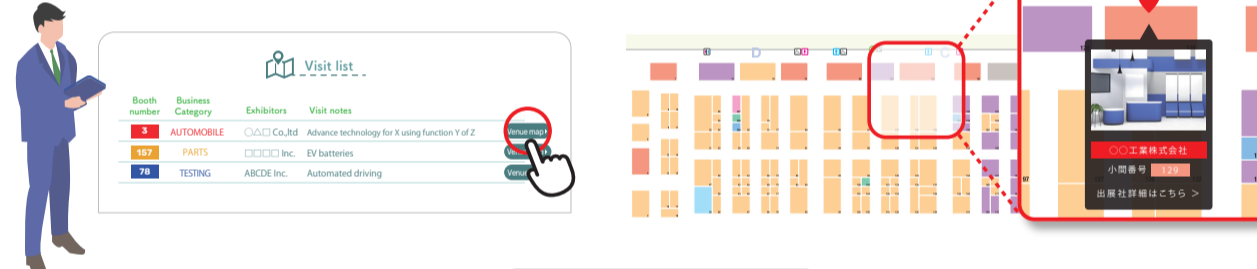 Visit list
Booth number
Business Category
Exhibitors
Visit notes
3 AUTOMOBILE ○△□ Co.,ltd Advance technology for X using function Y of Z Venue map
157 PARTS □□□□ Inc. EV batteries
78 TESTING ABCDE Inc. Automated driving Venue
D
C
97
○○工業株式会社
小間番号 129
出展社詳細はこちら >